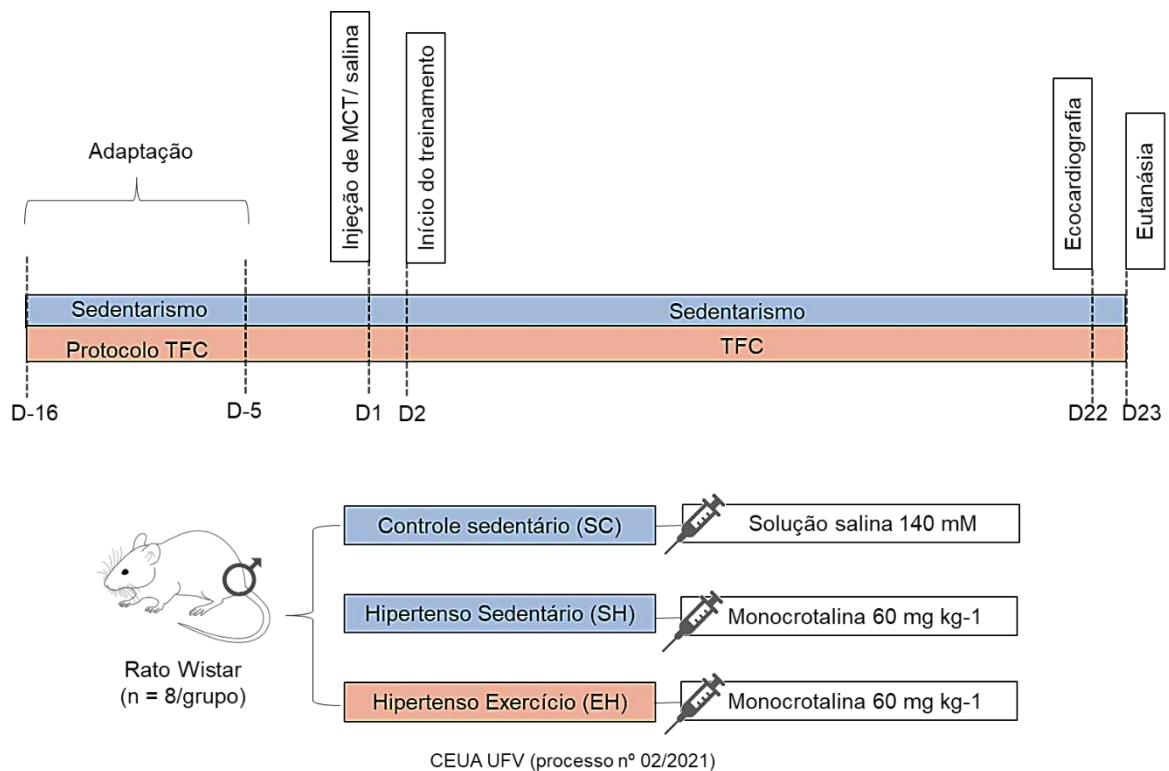 Adaptação
Injeção de MCT/ salina
Início do treinamento
Ecocardiografia
Eutanásia
Sedentarismo
Sedentarismo
Protocolo TFC
TFC
D-16
D-5
D1
D2
D22
D23
Controle sedentário (SC)
Solução salina 140 mM
Hipertenso Sedentário (SH)
Monocrotalina 60 mg kg-1
Rato Wistar
(n = 8/grupo)
Hipertenso Exercício (EH)
Monocrotalina 60 mg kg-1
CEUA UFV (processo nº 02/2021)